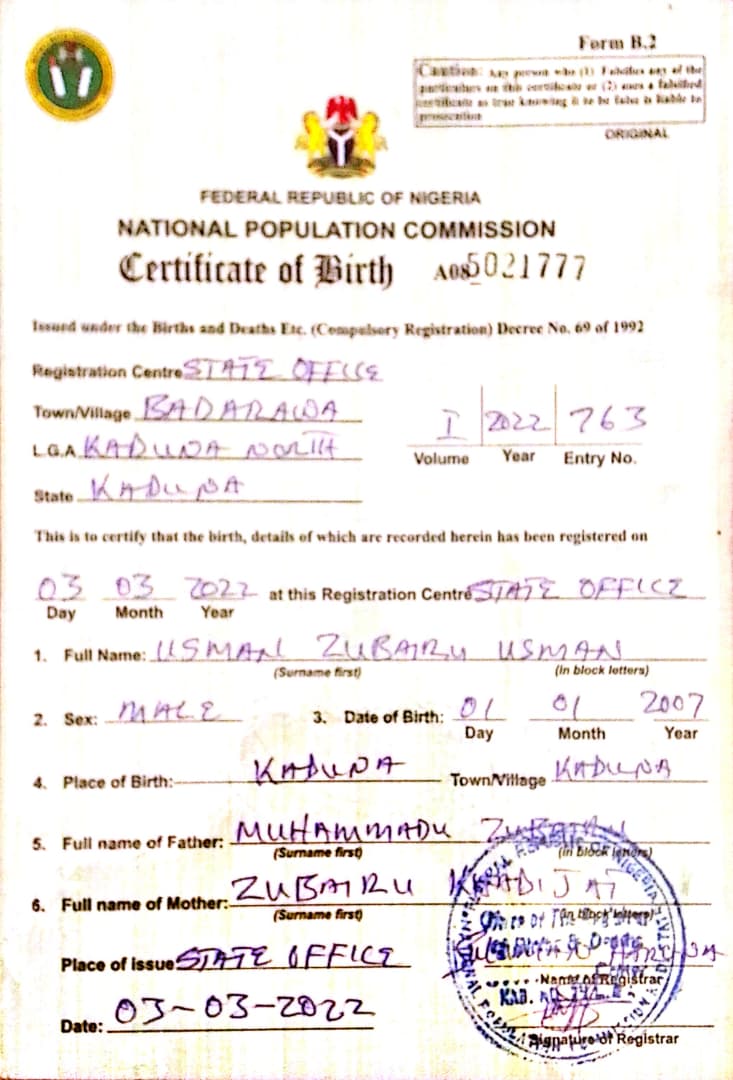 Form B.2
Caution: Any person who (1) Falsifies any of the
particulars on this certificate or (2) uses a falsified
certificate as true knowing it to be false is liable to
prosecution
ORIGINAL
FEDERAL REPUBLIC OF NIGERIA
NATIONAL POPULATION COMMISSION
Certificate of Birth A085021777
Issued under the Births and Deaths Etc. (Compulsory Registration) Decree No. 69 of 1992
Registration Centre STATE OFFICE
Town/Village BADARAWA
L.G.A KADUNA NORTH
State KADUNA
I 2022 763
Volume Year Entry No.
This is to certify that the birth, details of which are recorded herein has been registered on
03 03 2022 at this Registration Centre STATE OFFICE
Day Month Year
1. Full Name: USMAN ZUBAIRU USMAN
(Surname first) (In block letters)
2. Sex: MALE 3. Date of Birth: 01 01 2007
Day Month Year
4. Place of Birth:- KADUNA Town/Village KADUNA
5. Full name of Father: MUHAMMADU ZUBAIRU
(Surname first) (In block letters)
6. Full name of Mother: ZUBAIRU KHADIJAT
(Surname first) (In block letters)
Place of issue STATE OFFICE
Name of Registrar
Date: 03-03-2022
Signature of Registrar